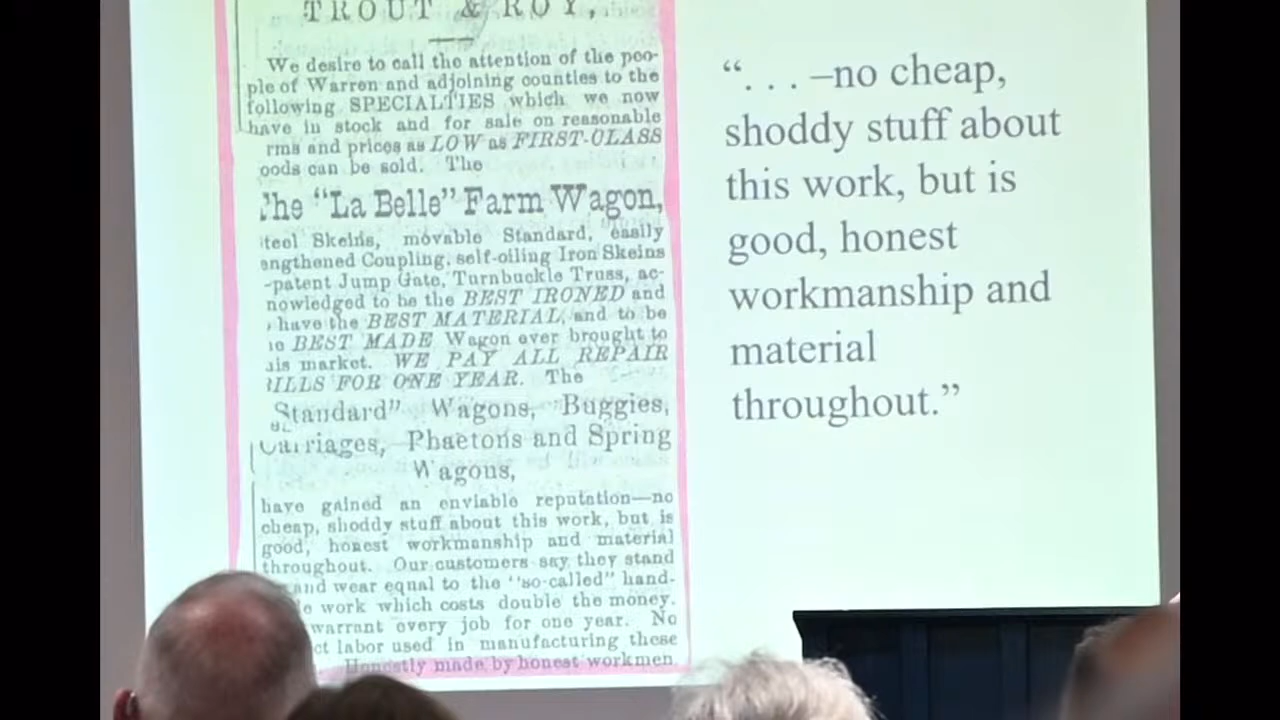 TROUT & ROY,
We desire to call the attention of the peo-
ple of Warren and adjoining counties to the
following SPECIALTIES which we now
have in stock and for sale on reasonable
rms and prices as LOW as FIRST-CLASS
oods can be sold. The
he "La Belle" Farm Wagon,
teel Skeins, movable Standard, easily
engthened Coupling, self-oiling Iron Skeins
-patent Jump Gate, Turnbuckle Truss, ac-
nowledged to be the BEST IRONED and
have the BEST MATERIAL, and to be
BEST MADE Wagon ever brought to
is market. WE PAY ALL REPAIR
ILLS FOR ONE YEAR. The
Standard" Wagons, Buggies,
Carriages, Phaetons and Spring
Wagons,
have gained an enviable reputation—no
cheap, shoddy stuff about this work, but is
good, honest workmanship and material
throughout. Our customers say they stand
and wear equal to the "so-called" hand-
e work which costs double the money.
warrant every job for one year. No
ct labor used in manufacturing these
Honestly made by honest workmen
". . . –no cheap,
shoddy stuff about
this work, but is
good, honest
workmanship and
material
throughout."